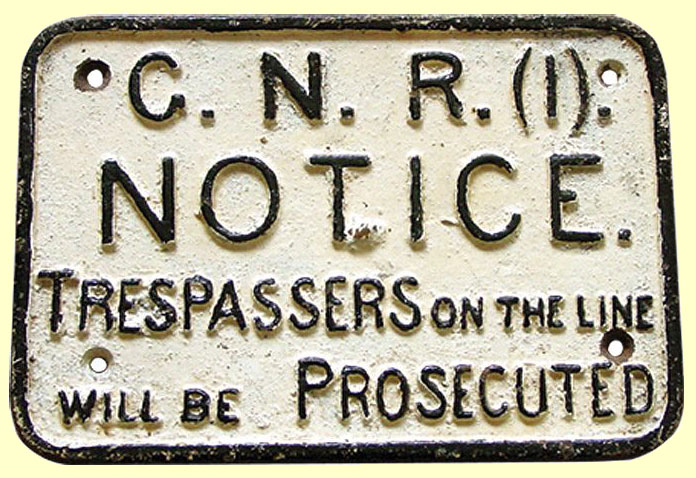 G. N. R. (I).
NOTICE.
TRESPASSERS ON THE LINE
WILL BE PROSECUTED